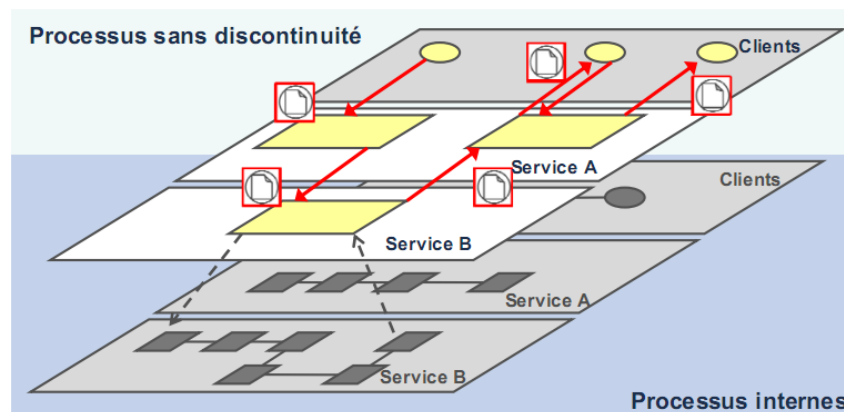 Processus sans discontinuité
Clients
Service A
Clients
Service B
Service A
Service B
Processus internes